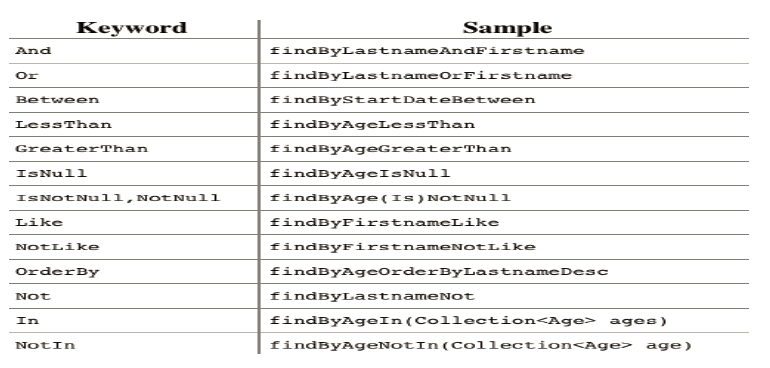 Keyword Sample
And findByLastnameAndFirstname
Or findByLastnameOrFirstname
Between findByStartDateBetween
LessThan findByAgeLessThan
GreaterThan findByAgeGreaterThan
IsNull findByAgeIsNull
IsNotNull,NotNull findByAge(Is)NotNull
Like findByFirstnameLike
NotLike findByFirstnameNotLike
OrderBy findByAgeOrderByLastnameDesc
Not findByLastnameNot
In findByAgeIn(Collection<Age> ages)
NotIn findByAgeNotIn(Collection<Age> age)